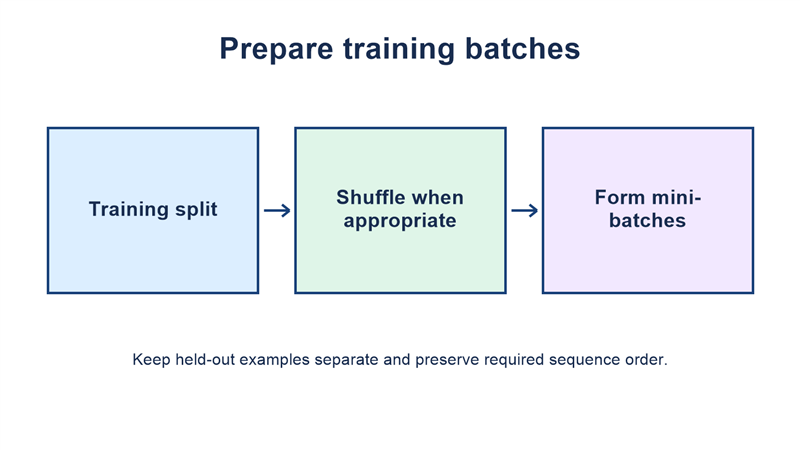 Prepare training batches
Training split
Shuffle when
appropriate
Form mini-
batches
Keep held-out examples separate and preserve required sequence order.